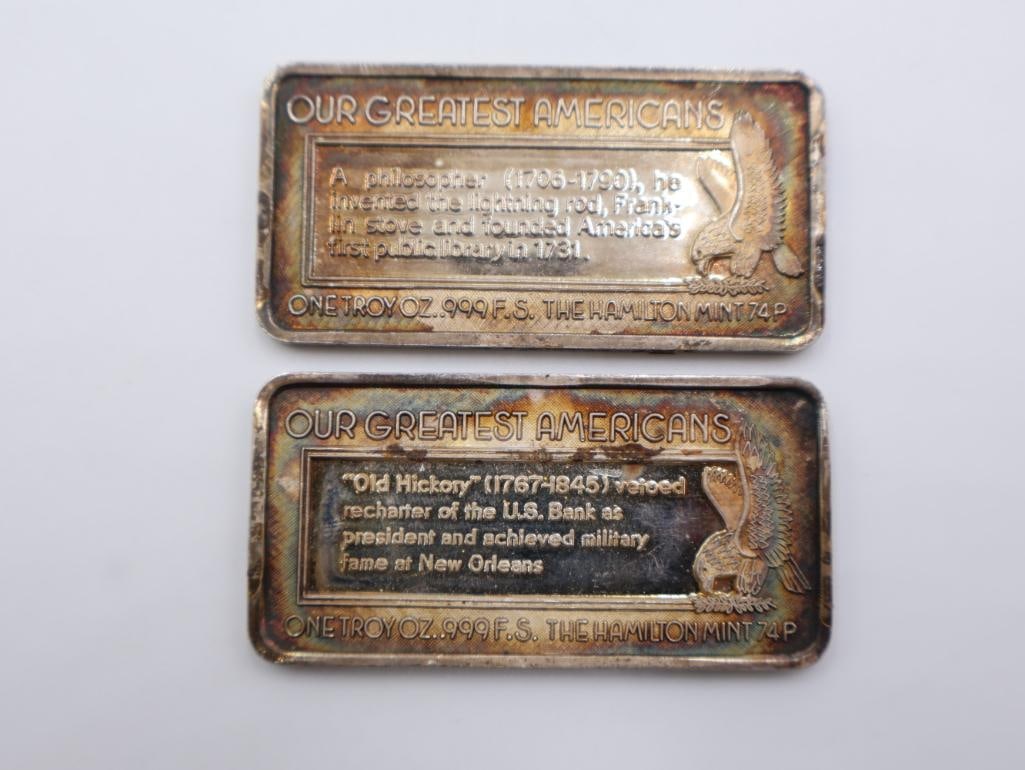 OUR GREATEST AMERICANS
A philosopher (1706-1790), he
invented the lightning rod, Frank-
lin stove and founded America's
first public library in 1731.
ONE TROY OZ. .999 F.S. THE HAMILTON MINT 74P
OUR GREATEST AMERICANS
"Old Hickory" (1767-1845) vetoed
recharter of the U.S. Bank as
president and achieved military
fame at New Orleans
ONE TROY OZ. .999 F.S. THE HAMILTON MINT 74P